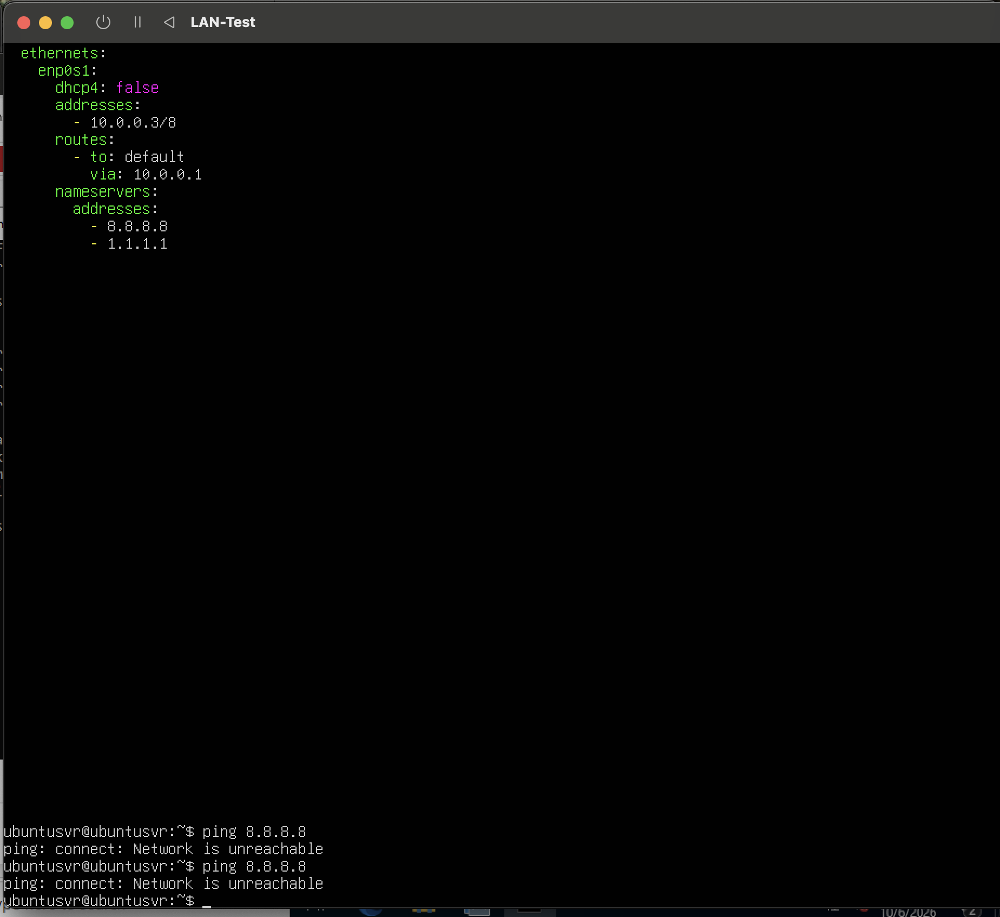 LAN-Test
ethernets:
enp0s1:
dhcp4: false
addresses:
- 10.0.0.3/8
routes:
- to: default
via: 10.0.0.1
nameservers:
addresses:
- 8.8.8.8
- 1.1.1.1
ubuntusvr@ubuntusvr:~$ ping 8.8.8.8
ping: connect: Network is unreachable
ubuntusvr@ubuntusvr:~$ ping 8.8.8.8
ping: connect: Network is unreachable
ubuntusvr@ubuntusvr:~$ _
10/6/2026
2